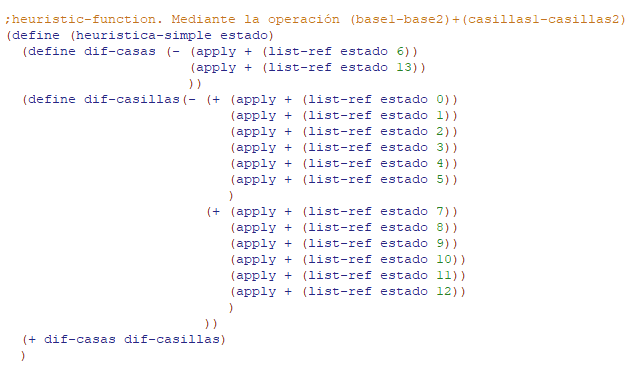 ;heuristic-function. Mediante la operación (base1-base2)+(casillas1-casillas2)
(define (heuristica-simple estado)
  (define dif-casas (- (apply + (list-ref estado 6))
                       (apply + (list-ref estado 13))
                       ))
  (define dif-casillas(- (+ (apply + (list-ref estado 0))
                            (apply + (list-ref estado 1))
                            (apply + (list-ref estado 2))
                            (apply + (list-ref estado 3))
                            (apply + (list-ref estado 4))
                            (apply + (list-ref estado 5))
                            )
                         (+ (apply + (list-ref estado 7))
                            (apply + (list-ref estado 8))
                            (apply + (list-ref estado 9))
                            (apply + (list-ref estado 10))
                            (apply + (list-ref estado 11))
                            (apply + (list-ref estado 12))
                            )
                         ))
  (+ dif-casas dif-casillas)
  )